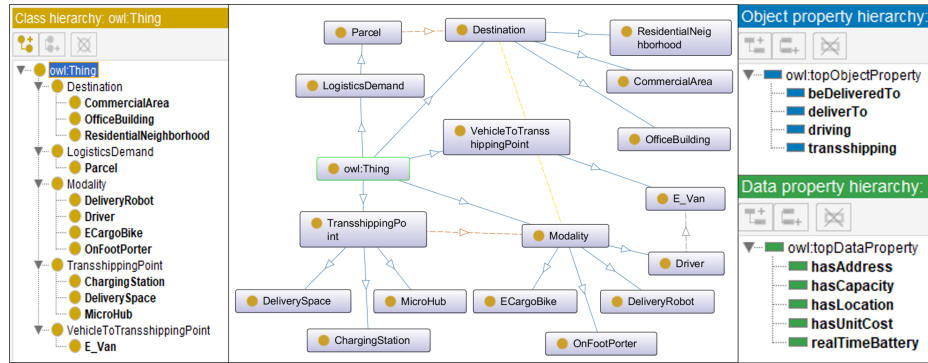 Class hierarchy: owl:Thing
owl:Thing
Destination
CommercialArea
OfficeBuilding
ResidentialNeighborhood
LogisticsDemand
Parcel
Modality
DeliveryRobot
Driver
ECargoBike
OnFootPorter
TransshippingPoint
ChargingStation
DeliverySpace
MicroHub
VehicleToTransshippingPoint
E_Van
Parcel
Destination
ResidentialNeig
hborhood
CommercialArea
LogisticsDemand
VehicleToTranss
hippingPoint
OfficeBuilding
owl:Thing
E_Van
TransshippingPo
int
Modality
Driver
DeliverySpace
MicroHub
ECargoBike
DeliveryRobot
ChargingStation
OnFootPorter
Object property hierarchy:
owl:topObjectProperty
beDeliveredTo
deliverTo
driving
transshipping
Data property hierarchy:
owl:topDataProperty
hasAddress
hasCapacity
hasLocation
hasUnitCost
realTimeBattery